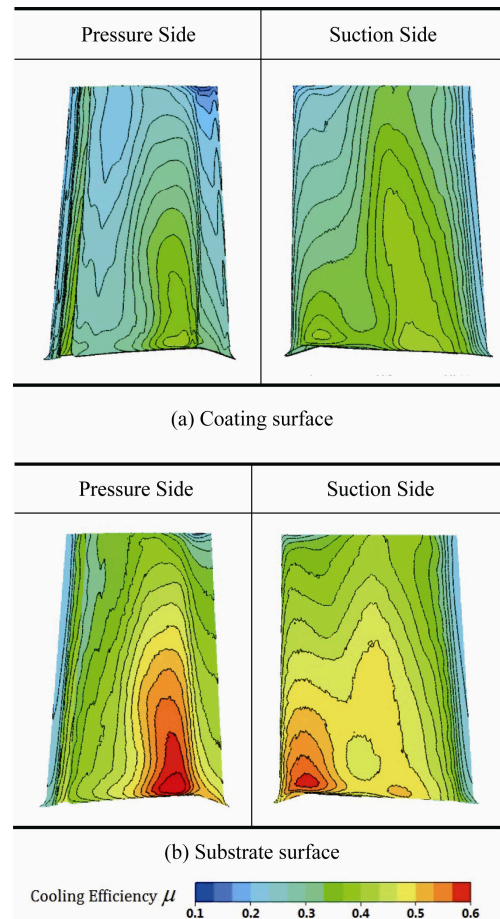 Pressure Side
Suction Side
(a) Coating surface
Pressure Side
Suction Side
(b) Substrate surface
Cooling Efficiency μ
0.1 0.2 0.3 0.4 0.5 0.6